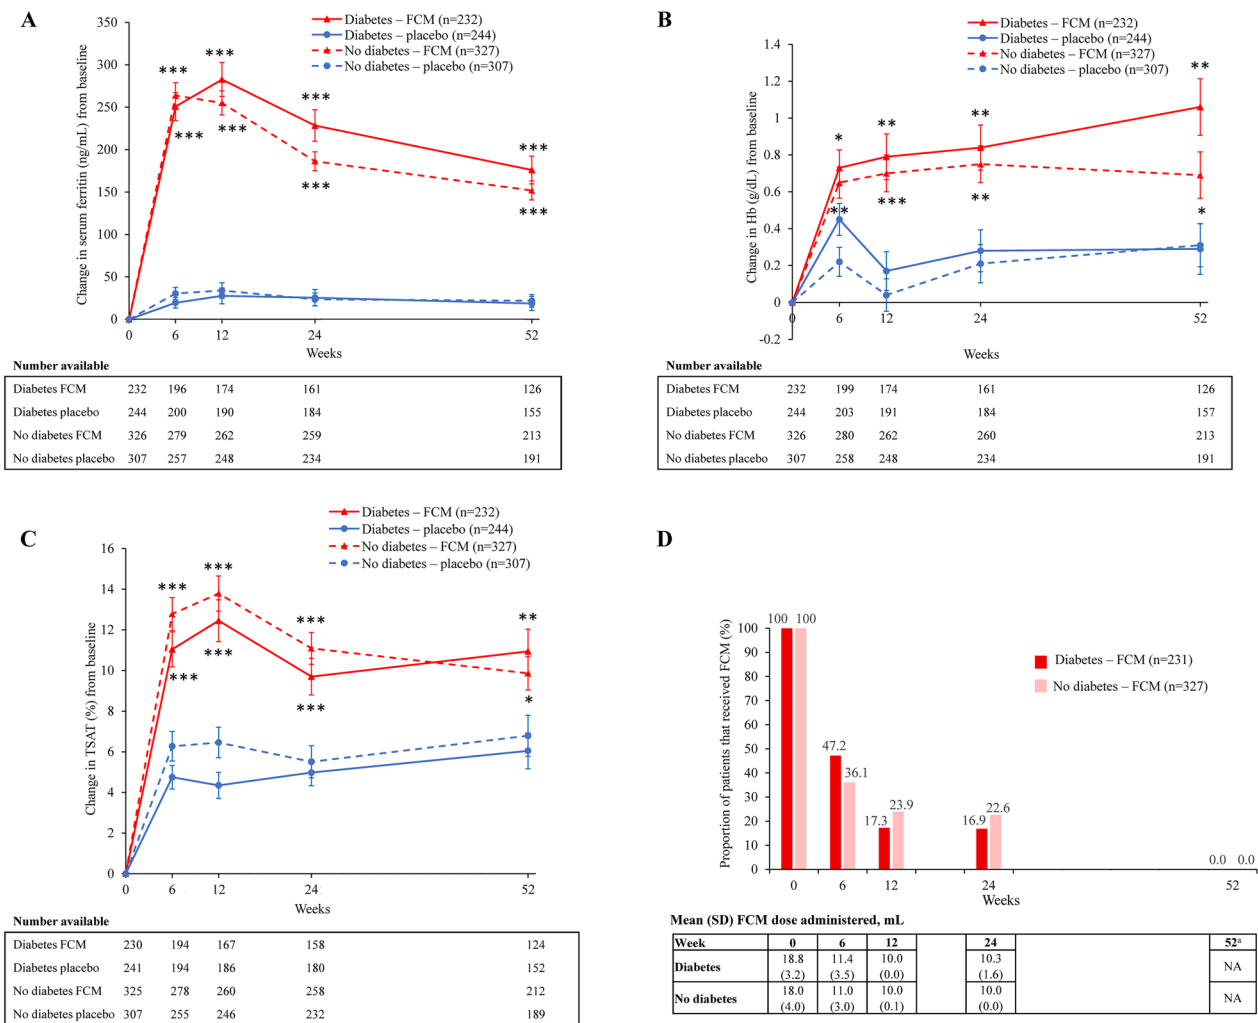 A
Diabetes – FCM (n=232)
Diabetes – placebo (n=244)
No diabetes – FCM (n=327)
No diabetes – placebo (n=307)
Change in serum ferritin (ng/mL) from baseline
350
300
250
200
150
100
50
0
*** *** *** ***
*** *** *** ***
0 6 12 24 52
Weeks
Number available
Diabetes FCM 232 196 174 161 126
Diabetes placebo 244 200 190 184 155
No diabetes FCM 326 279 262 259 213
No diabetes placebo 307 257 248 234 191
B
Diabetes – FCM (n=232)
Diabetes – placebo (n=244)
No diabetes – FCM (n=327)
No diabetes – placebo (n=307)
Change in Hb (g/dL) from baseline
1.4
1.2
1
0.8
0.6
0.4
0.2
0
-0.2
* ** ** **
** *** ** *
0 6 12 24 52
Weeks
Number available
Diabetes FCM 232 199 174 161 126
Diabetes placebo 244 203 191 184 157
No diabetes FCM 326 280 262 260 213
No diabetes placebo 307 258 248 234 191
C
Diabetes – FCM (n=232)
Diabetes – placebo (n=244)
No diabetes – FCM (n=327)
No diabetes – placebo (n=307)
Change in TSAT (%) from baseline
16
14
12
10
8
6
4
2
0
*** *** *** **
*** *** *** *
0 6 12 24 52
Weeks
Number available
Diabetes FCM 230 194 167 158 124
Diabetes placebo 241 194 186 180 152
No diabetes FCM 325 278 260 258 212
No diabetes placebo 307 255 246 232 189
D
Proportion of patients that received FCM (%)
100
90
80
70
60
50
40
30
20
10
0
Diabetes – FCM (n=231)
No diabetes – FCM (n=327)
100 100
47.2 36.1
17.3 23.9
16.9 22.6
0.0 0.0
0 6 12 24 52
Weeks
Mean (SD) FCM dose administered, mL
Week 0 6 12 24 52ᵃ
Diabetes 18.8 (3.2) 11.4 (3.5) 10.0 (0.0) 10.3 (1.6) NA
No diabetes 18.0 (4.0) 11.0 (3.0) 10.0 (0.1) 10.0 (0.0) NA